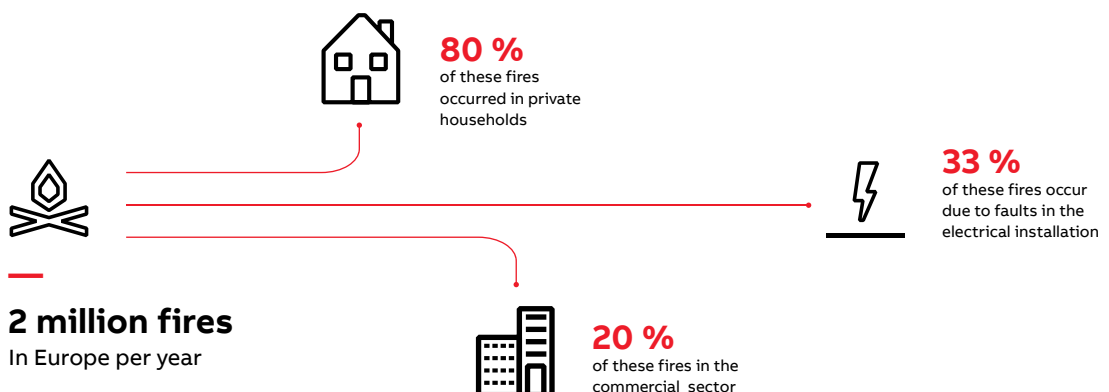 80 %
of these fires
occurred in private
households
33 %
of these fires occur
due to faults in the
electrical installation
2 million fires
In Europe per year
20 %
of these fires in the
commercial sector